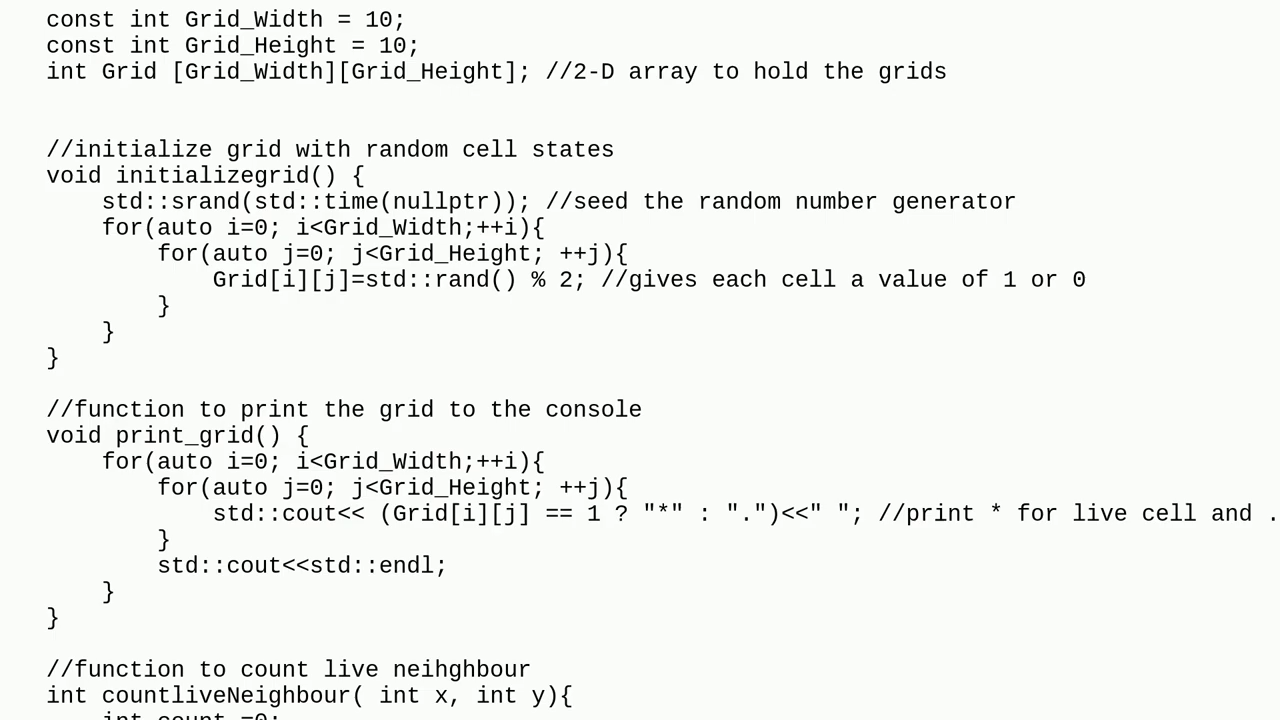 const int Grid_Width = 10;
const int Grid_Height = 10;
int Grid [Grid_Width][Grid_Height]; //2-D array to hold the grids
//initialize grid with random cell states
void initializegrid() {
    std::srand(std::time(nullptr)); //seed the random number generator
    for(auto i=0; i<Grid_Width;++i){
        for(auto j=0; j<Grid_Height; ++j){
            Grid[i][j]=std::rand() % 2; //gives each cell a value of 1 or 0
        }
    }
}
//function to print the grid to the console
void print_grid() {
    for(auto i=0; i<Grid_Width;++i){
        for(auto j=0; j<Grid_Height; ++j){
            std::cout<< (Grid[i][j] == 1 ? "*" : ".")<<" "; //print * for live cell and .
        }
        std::cout<<std::endl;
    }
}
//function to count live neihghbour
int countliveNeighbour( int x, int y){
    int count =0;